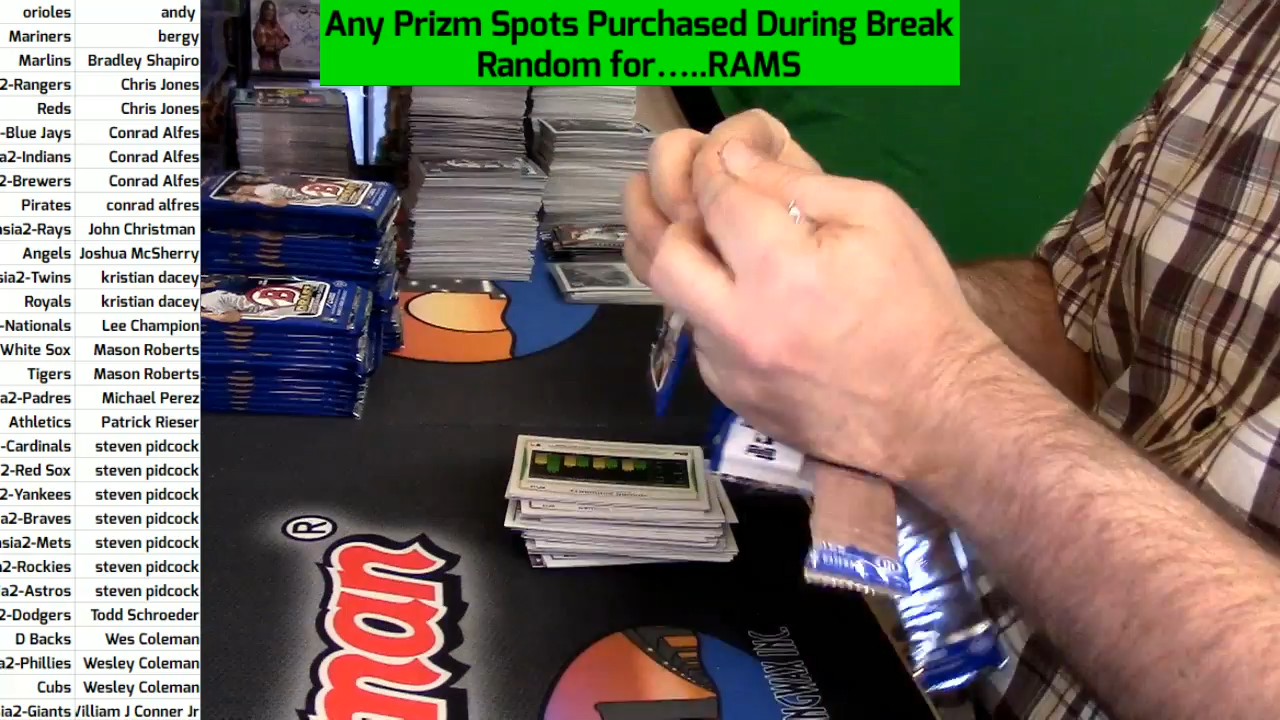 Any Prizm Spots Purchased During Break
Random for.....RAMS
orioles andy
Mariners bergy
Marlins Bradley Shapiro
2-Rangers Chris Jones
Reds Chris Jones
-Blue Jays Conrad Alfes
a2-Indians Conrad Alfes
2-Brewers Conrad Alfes
Pirates conrad alfres
sia2-Rays John Christman
Angels Joshua McSherry
sia2-Twins kristian dacey
Royals kristian dacey
-Nationals Lee Champion
White Sox Mason Roberts
Tigers Mason Roberts
a2-Padres Michael Perez
Athletics Patrick Rieser
-Cardinals steven pidcock
2-Red Sox steven pidcock
2-Yankees steven pidcock
a2-Braves steven pidcock
sia2-Mets steven pidcock
2-Rockies steven pidcock
a2-Astros steven pidcock
2-Dodgers Todd Schroeder
D Backs Wes Coleman
a2-Phillies Wesley Coleman
Cubs Wesley Coleman
ia2-Giants William J Conner Jr
man
®
INC.